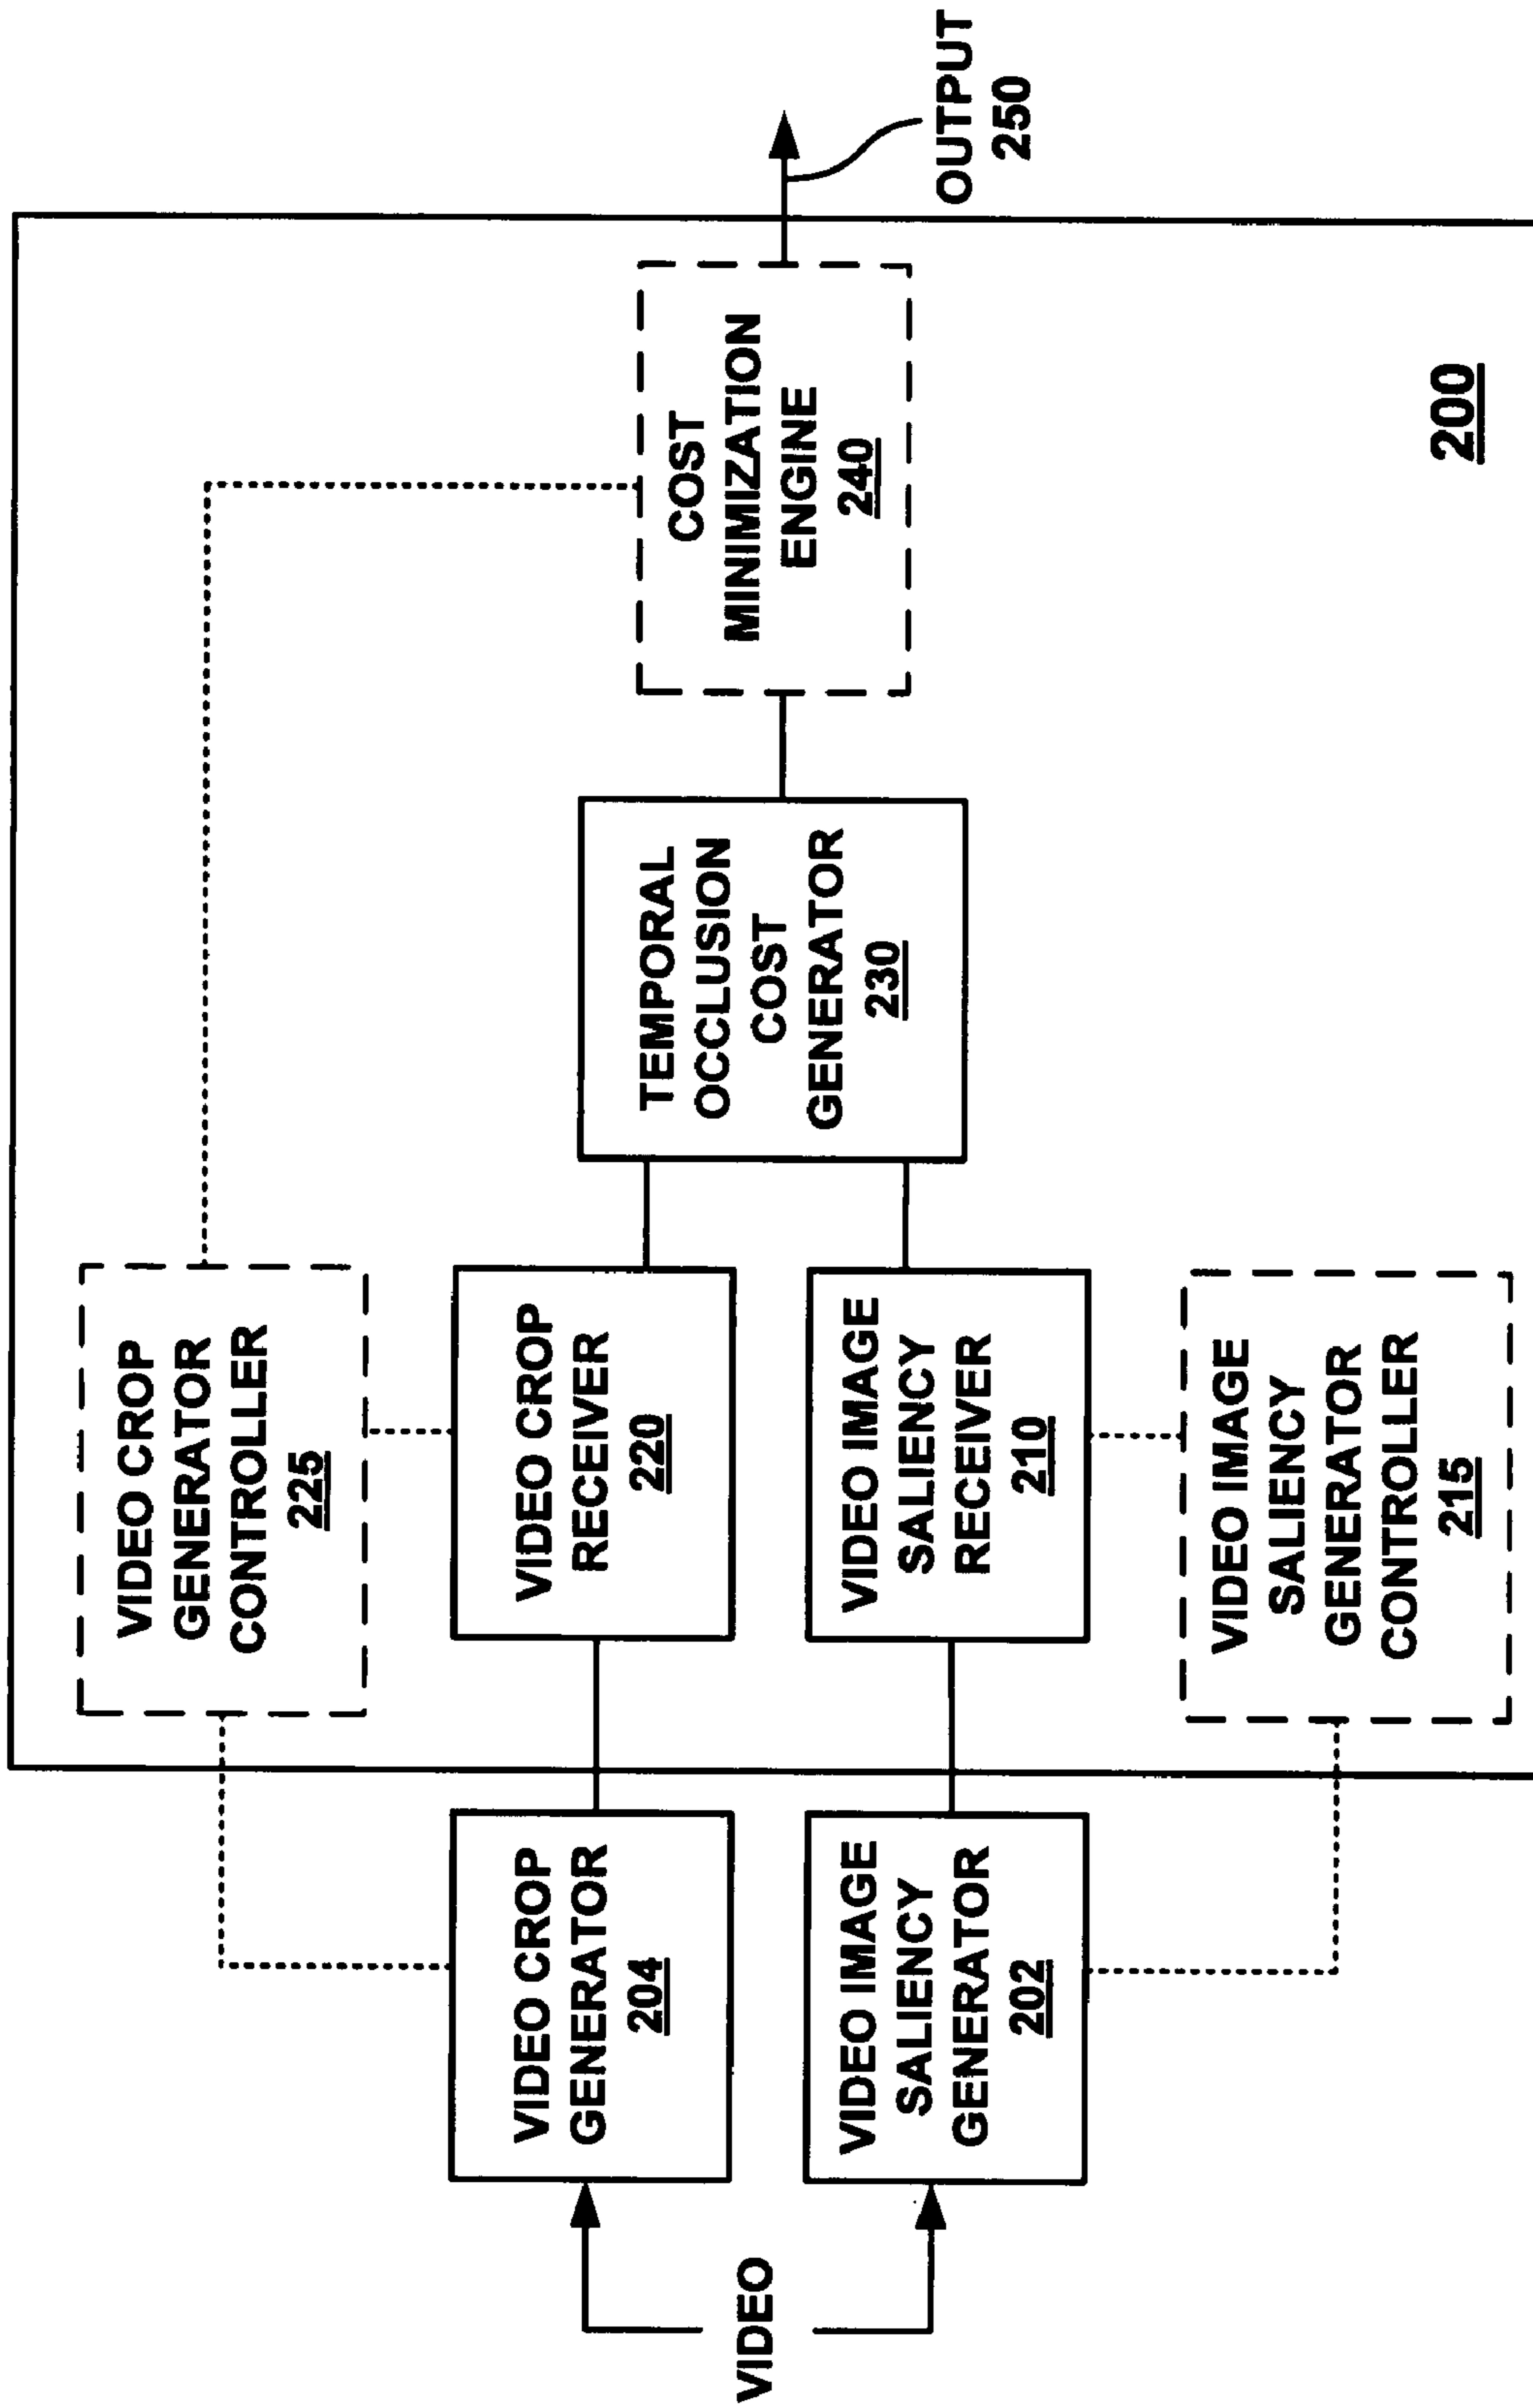 VIDEO
VIDEO CROP
GENERATOR
204
VIDEO IMAGE
SALIENCY
GENERATOR
202
VIDEO CROP
GENERATOR
CONTROLLER
225
VIDEO CROP
RECEIVER
220
VIDEO IMAGE
SALIENCY
RECEIVER
210
VIDEO IMAGE
SALIENCY
GENERATOR
CONTROLLER
215
TEMPORAL
OCCLUSION
COST
GENERATOR
230
COST
MINIMIZATION
ENGINE
240
OUTPUT
250
200